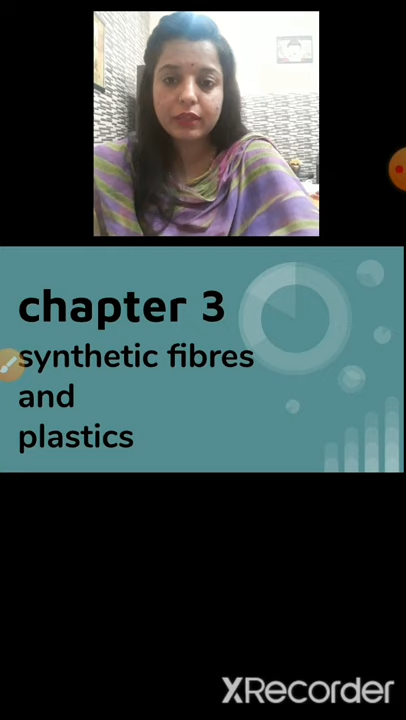 chapter 3
synthetic fibres
and
plastics
XRecorder